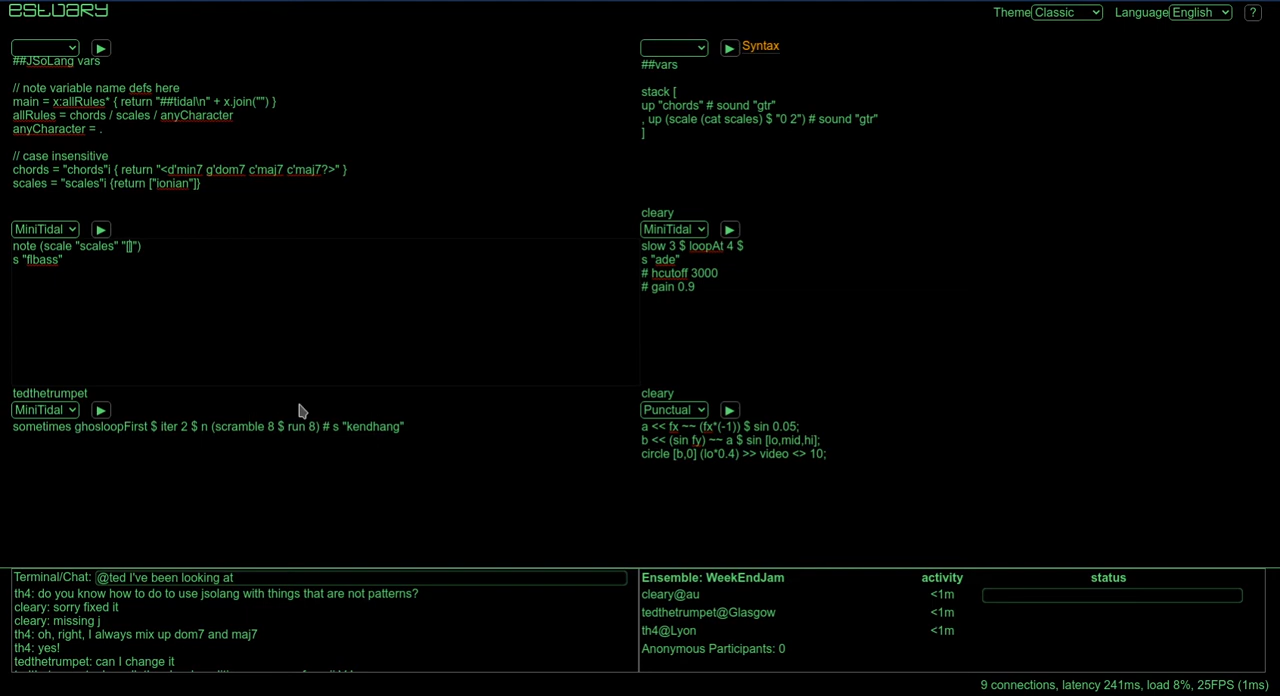 estuary
Theme Classic Language English ?
##JSoLang vars
// note variable name defs here
main = x:allRules* { return "##tidal\n" + x.join("") }
allRules = chords / scales / anyCharacter
anyCharacter = .
// case insensitive
chords = "chords"i { return "<d'min7 g'dom7 c'maj7 c'maj7?>" }
scales = "scales"i {return ["ionian"]}
Syntax
##vars
stack [
up "chords" # sound "gtr"
, up (scale (cat scales) $ "0 2") # sound "gtr"
]
MiniTidal
note (scale "scales" "[]")
s "flbass"
cleary
MiniTidal
slow 3 $ loopAt 4 $
s "ade"
# hcutoff 3000
# gain 0.9
tedthetrumpet
MiniTidal
sometimes ghosloopFirst $ iter 2 $ n (scramble 8 $ run 8) # s "kendhang"
cleary
Punctual
a << fx ~~ (fx*(-1)) $ sin 0.05;
b << (sin fy) ~~ a $ sin [lo,mid,hi];
circle [b,0] (lo*0.4) >> video <> 10;
Terminal/Chat: @ted I've been looking at
th4: do you know how to do to use jsolang with things that are not patterns?
cleary: sorry fixed it
cleary: missing j
th4: oh, right, I always mix up dom7 and maj7
th4: yes!
tedthetrumpet: can I change it
Ensemble: WeekEndJam activity status
cleary@au <1m
tedthetrumpet@Glasgow <1m
th4@Lyon <1m
Anonymous Participants: 0
9 connections, latency 241ms, load 8%, 25FPS (1ms)